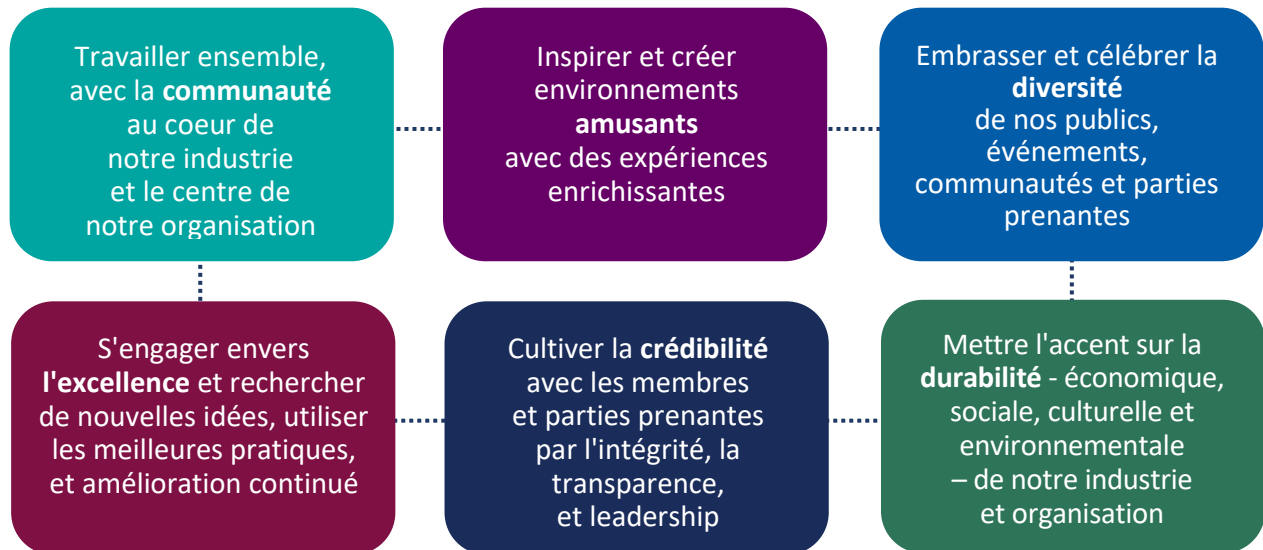 Travailler ensemble,
avec la communauté
au coeur de
notre industrie
et le centre de
notre organisation
Inspirer et créer
environnements
amusants
avec des expériences
enrichissantes
Embrasser et célébrer la
diversité
de nos publics,
événements,
communautés et parties
prenantes
S'engager envers
l'excellence et rechercher
de nouvelles idées, utiliser
les meilleures pratiques,
et amélioration continué
Cultiver la crédibilité
avec les membres
et parties prenantes
par l'intégrité, la
transparence,
et leadership
Mettre l'accent sur la
durabilité - économique,
sociale, culturelle et
environnementale
– de notre industrie
et organisation